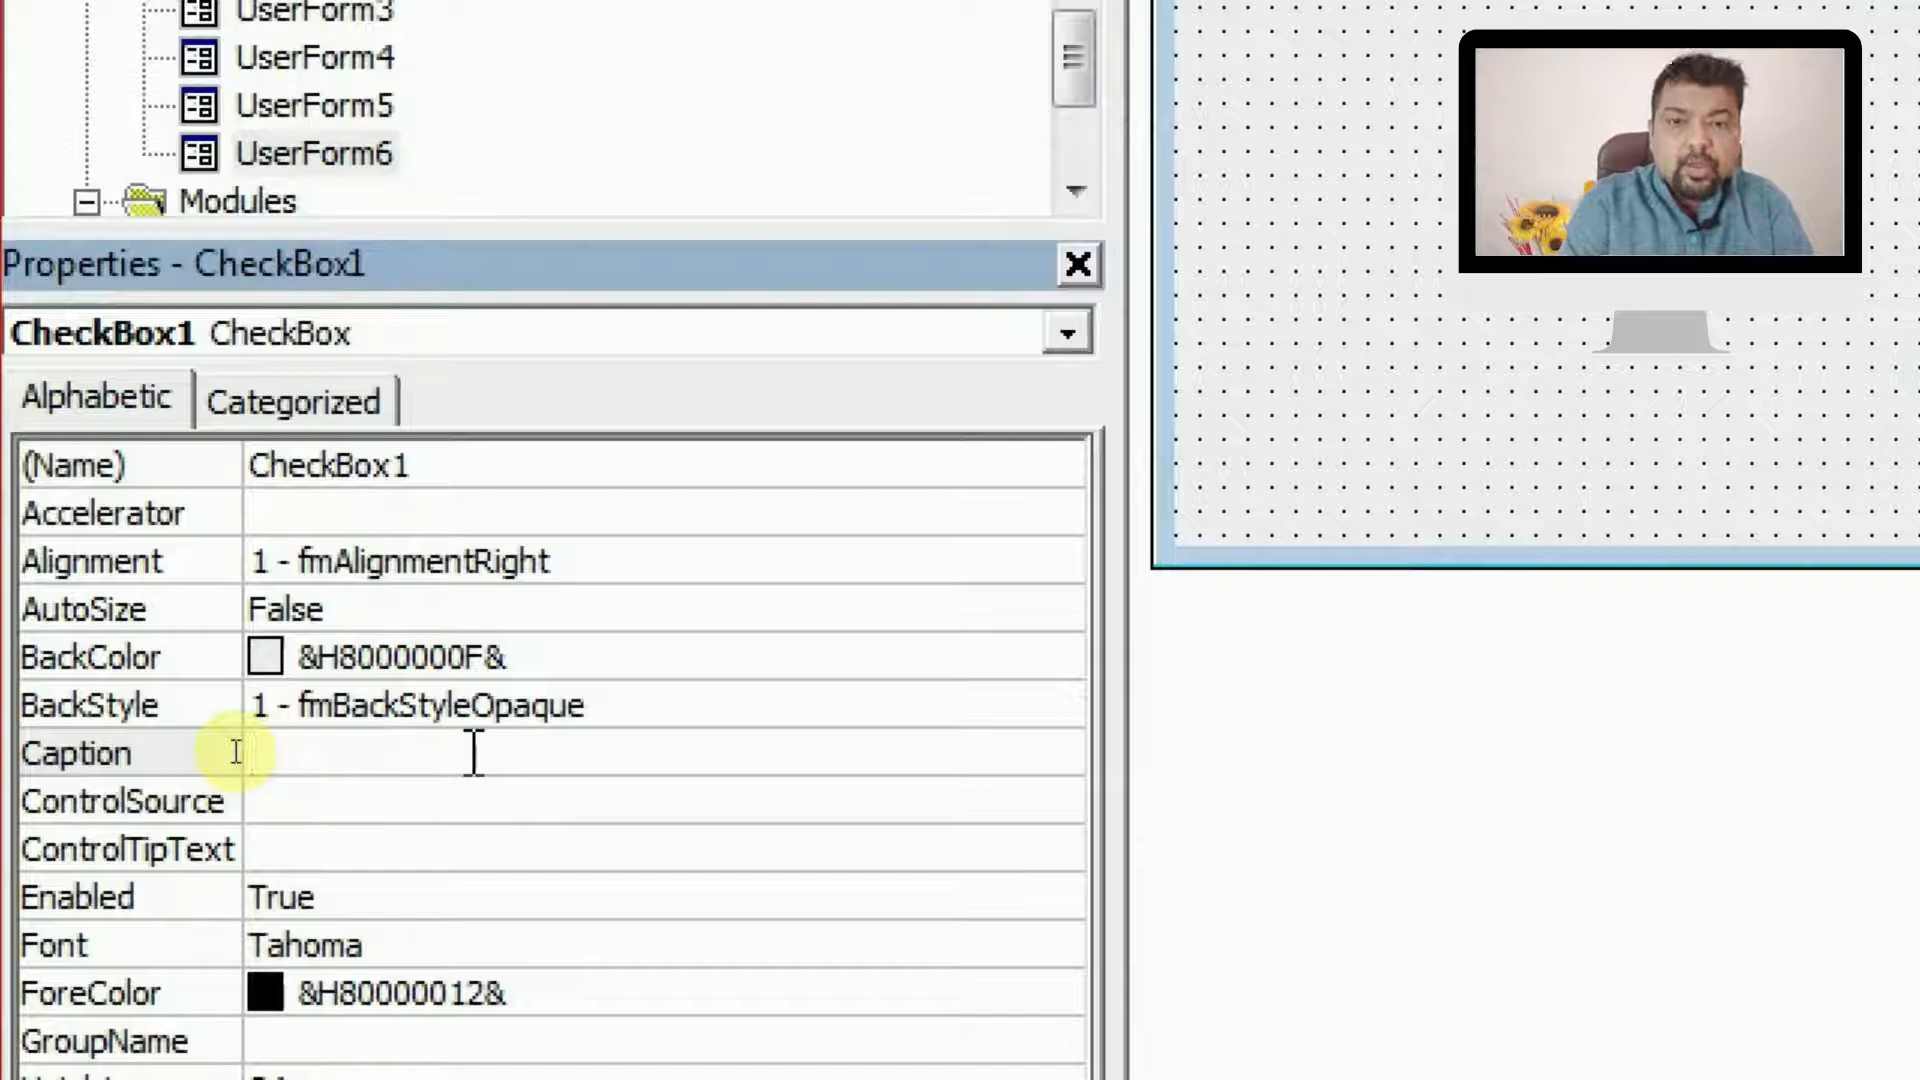 UserForm3
UserForm4
UserForm5
UserForm6
Modules
Properties - CheckBox1
CheckBox1 CheckBox
Alphabetic Categorized
(Name) CheckBox1
Accelerator
Alignment 1 - fmAlignmentRight
AutoSize False
BackColor &H8000000F&
BackStyle 1 - fmBackStyleOpaque
Caption
ControlSource
ControlTipText
Enabled True
Font Tahoma
ForeColor &H80000012&
GroupName